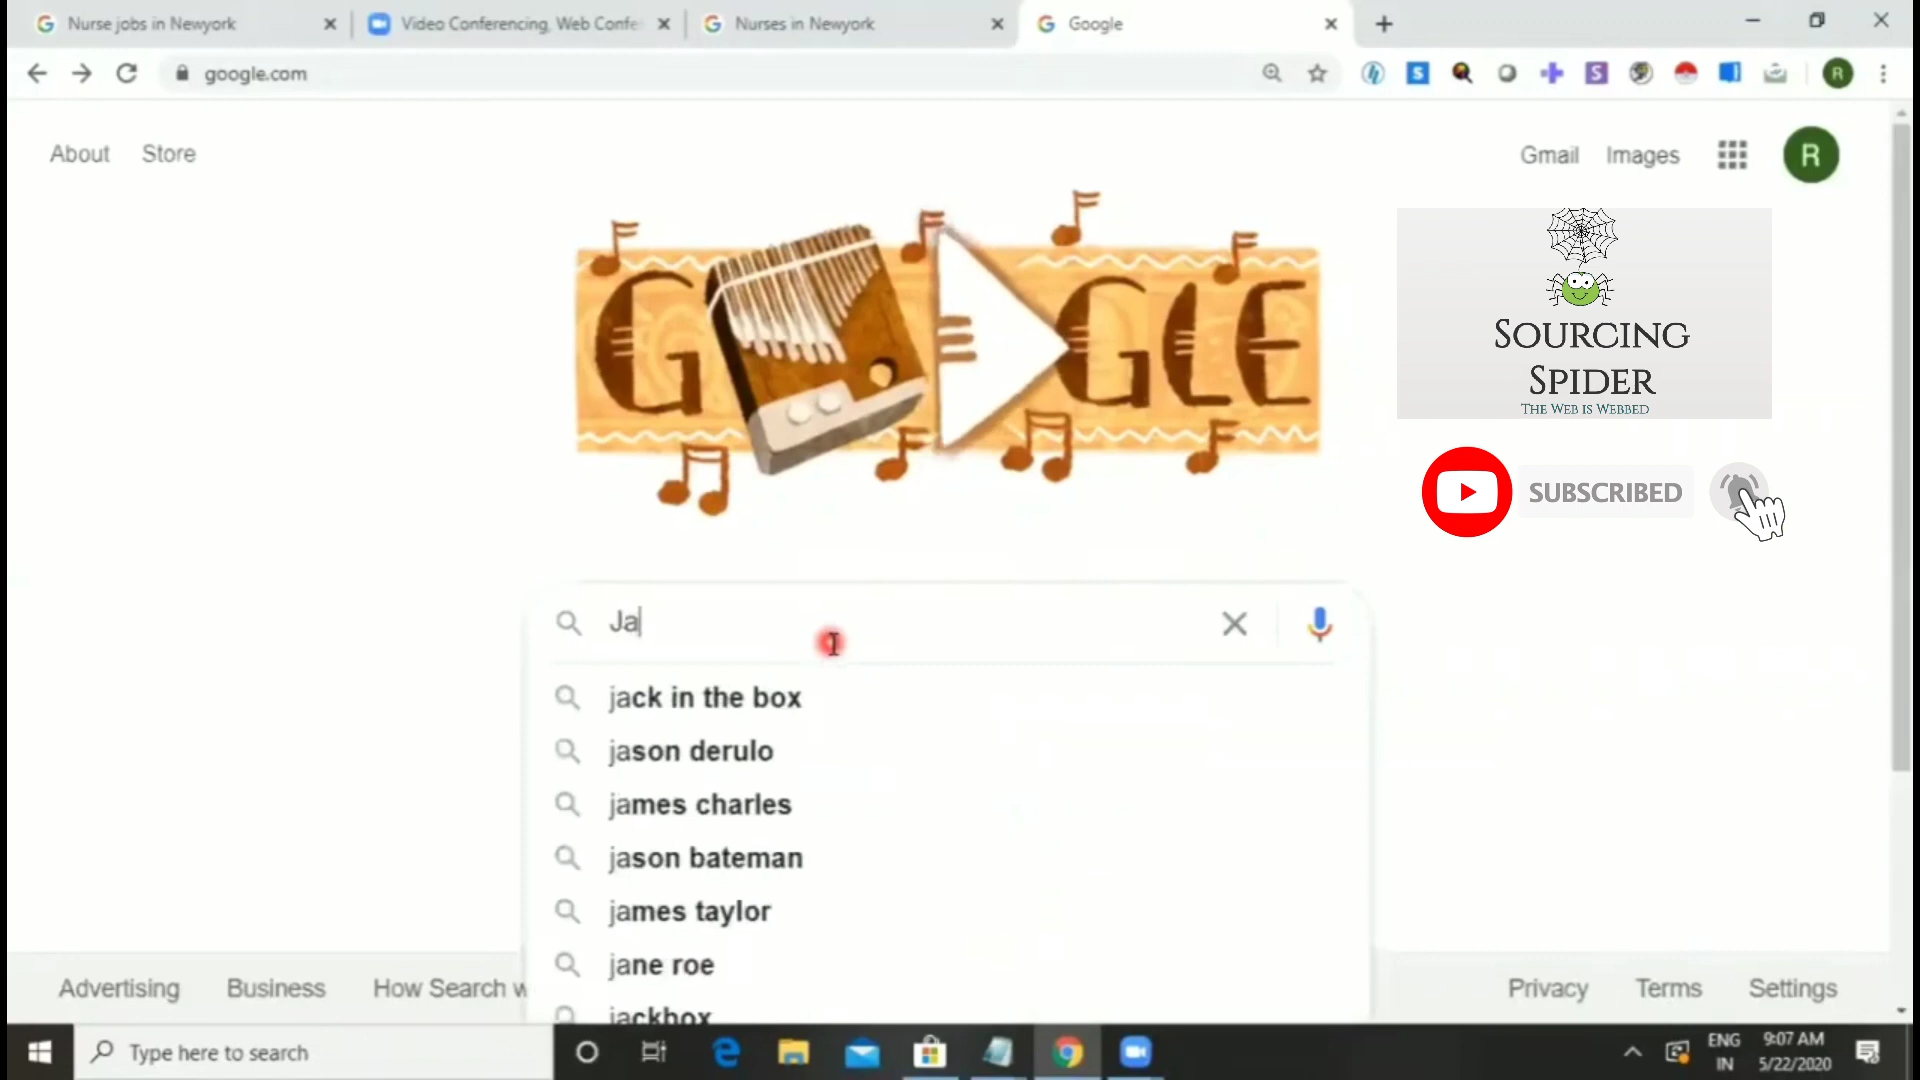 Nurse jobs in Newyork
Video Conferencing, Web Confe
Nurses in Newyork
Google
google.com
R
About Store
Gmail Images
R
G GLE
SOURCING
SPIDER
THE WEB IS WEBBED
SUBSCRIBED
Ja
jack in the box
jason derulo
james charles
jason bateman
james taylor
jane roe
jackbox
Advertising Business How Search w
Privacy Terms Settings
Type here to search
ENG
IN
9:07 AM
5/22/2020